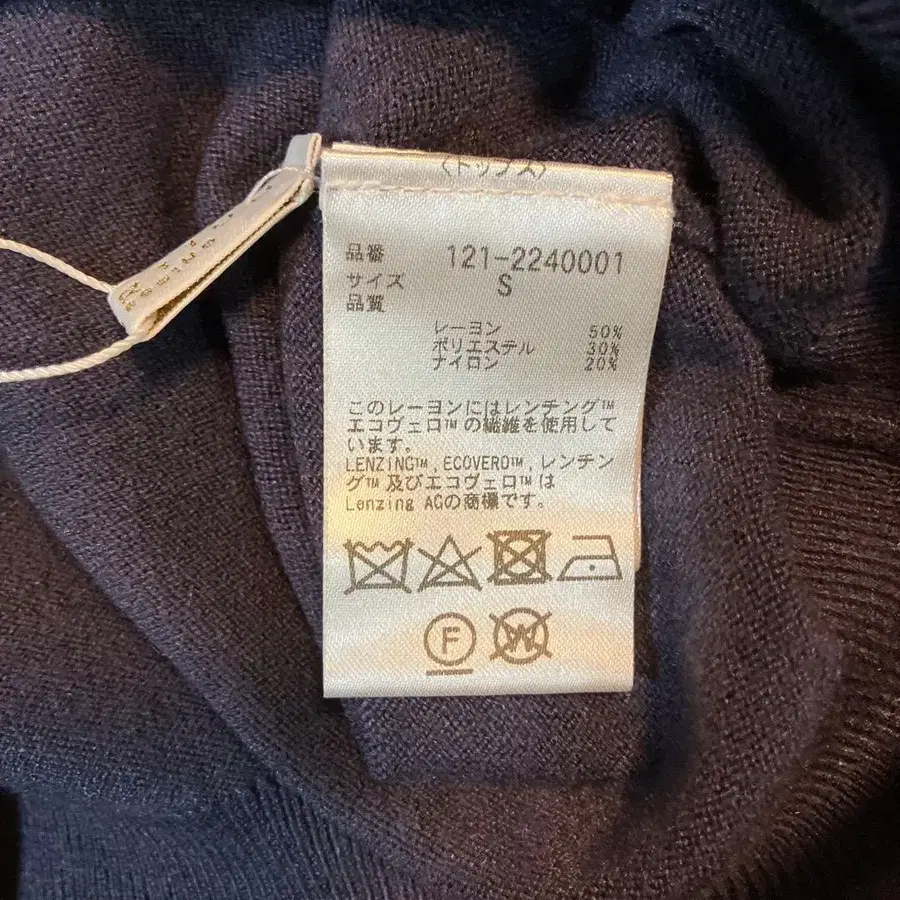 〈トップス〉
品番 121-2240001
サイズ S
品質
レーヨン 50%
ポリエステル 30%
ナイロン 20%
このレーヨンにはレンチング™
エコヴェロ™の繊維を使用して
います。
LENZING™,ECOVERO™,レンチン
グ™及びエコヴェロ™は
Lenzing AGの商標です。
F
W